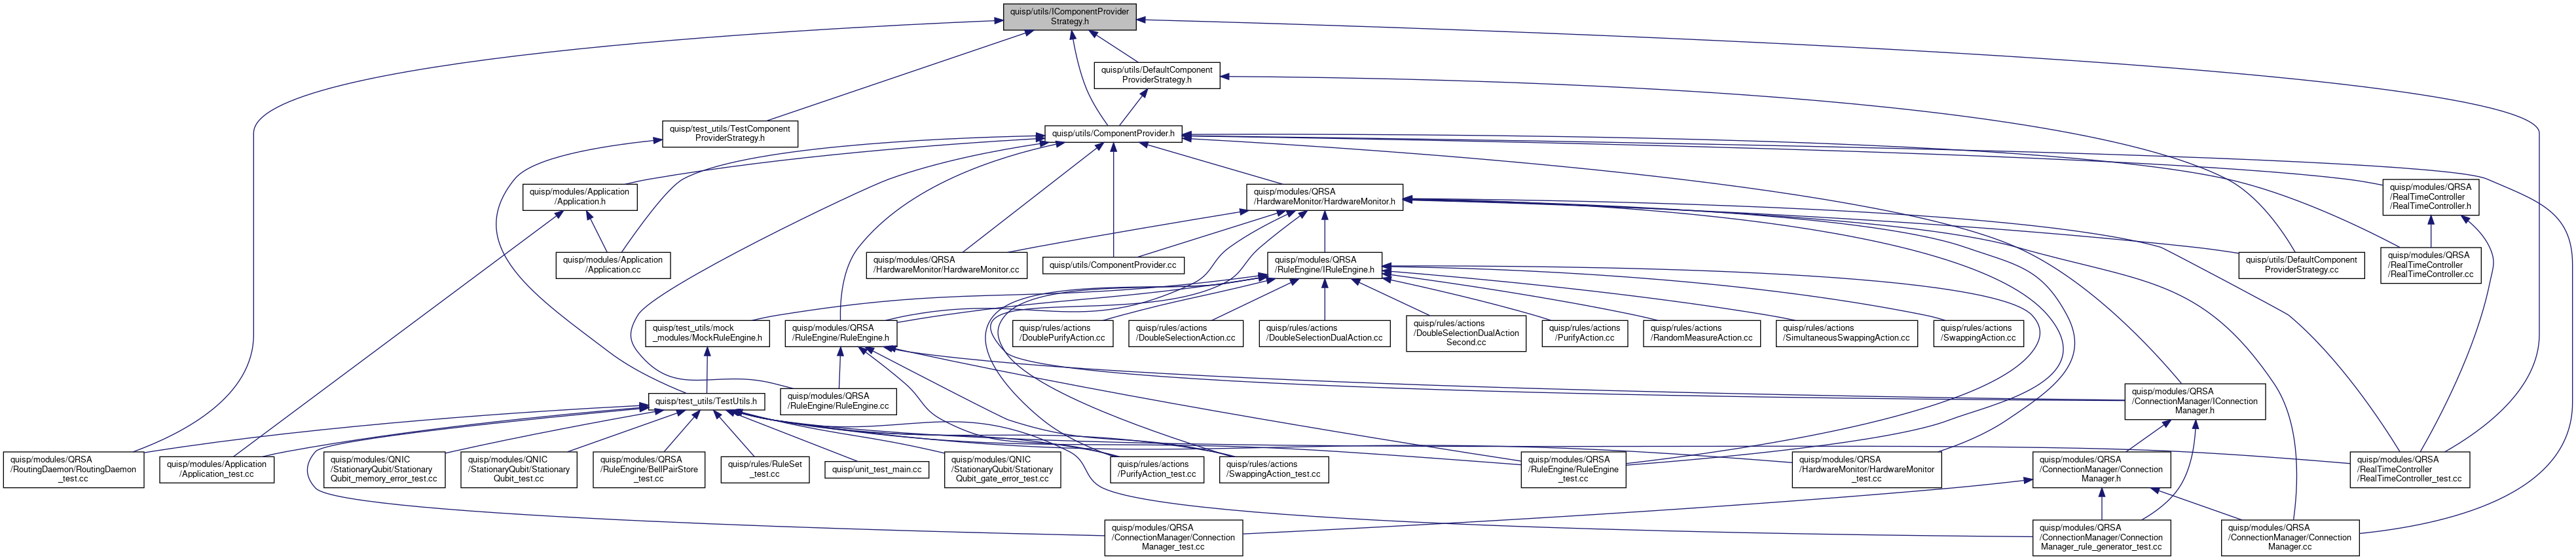 quisp/utils/IComponentProvider
Strategy.h
quisp/utils/DefaultComponent
ProviderStrategy.h
quisp/test_utils/TestComponent
ProviderStrategy.h
quisp/utils/ComponentProvider.h
quisp/modules/Application
/Application.h
quisp/modules/QRSA
/HardwareMonitor/HardwareMonitor.h
quisp/modules/QRSA
/RealTimeController
/RealTimeController.h
quisp/modules/Application
/Application.cc
quisp/modules/QRSA
/HardwareMonitor/HardwareMonitor.cc
quisp/utils/ComponentProvider.cc
quisp/modules/QRSA
/RuleEngine/IRuleEngine.h
quisp/utils/DefaultComponent
ProviderStrategy.cc
quisp/modules/QRSA
/RealTimeController
/RealTimeController.cc
quisp/test_utils/mock
_modules/MockRuleEngine.h
quisp/modules/QRSA
/RuleEngine/RuleEngine.h
quisp/rules/actions
/DoublePurifyAction.cc
quisp/rules/actions
/DoubleSelectionAction.cc
quisp/rules/actions
/DoubleSelectionDualAction.cc
quisp/rules/actions
/DoubleSelectionDualAction
Second.cc
quisp/rules/actions
/PurifyAction.cc
quisp/rules/actions
/RandomMeasureAction.cc
quisp/rules/actions
/SimultaneousSwappingAction.cc
quisp/rules/actions
/SwappingAction.cc
quisp/test_utils/TestUtils.h
quisp/modules/QRSA
/RuleEngine/RuleEngine.cc
quisp/modules/QRSA
/ConnectionManager/IConnection
Manager.h
quisp/modules/QRSA
/RoutingDaemon/RoutingDaemon
_test.cc
quisp/modules/Application
/Application_test.cc
quisp/modules/QNIC
/StationaryQubit/Stationary
Qubit_memory_error_test.cc
quisp/modules/QNIC
/StationaryQubit/Stationary
Qubit_test.cc
quisp/modules/QRSA
/RuleEngine/BellPairStore
_test.cc
quisp/rules/RuleSet
_test.cc
quisp/unit_test_main.cc
quisp/modules/QNIC
/StationaryQubit/Stationary
Qubit_gate_error_test.cc
quisp/rules/actions
/PurifyAction_test.cc
quisp/rules/actions
/SwappingAction_test.cc
quisp/modules/QRSA
/RuleEngine/RuleEngine
_test.cc
quisp/modules/QRSA
/HardwareMonitor/HardwareMonitor
_test.cc
quisp/modules/QRSA
/ConnectionManager/Connection
Manager.h
quisp/modules/QRSA
/RealTimeController
/RealTimeController_test.cc
quisp/modules/QRSA
/ConnectionManager/Connection
Manager_test.cc
quisp/modules/QRSA
/ConnectionManager/Connection
Manager_rule_generator_test.cc
quisp/modules/QRSA
/ConnectionManager/Connection
Manager.cc